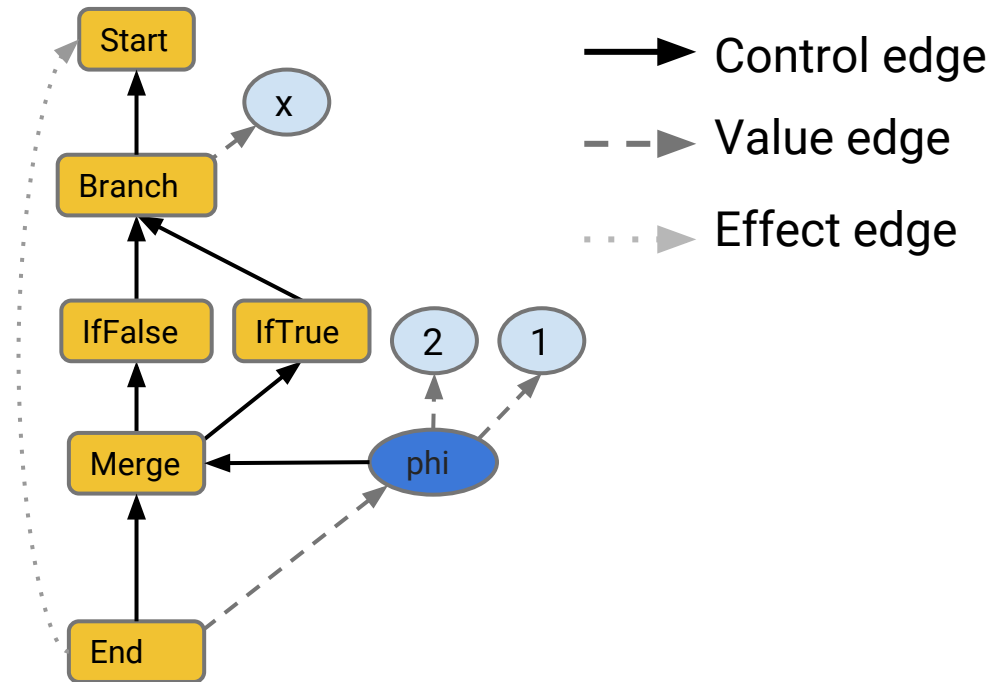 Start
Control edge
x
Value edge
Branch
Effect edge
IfFalse
IfTrue
2
1
Merge
phi
End